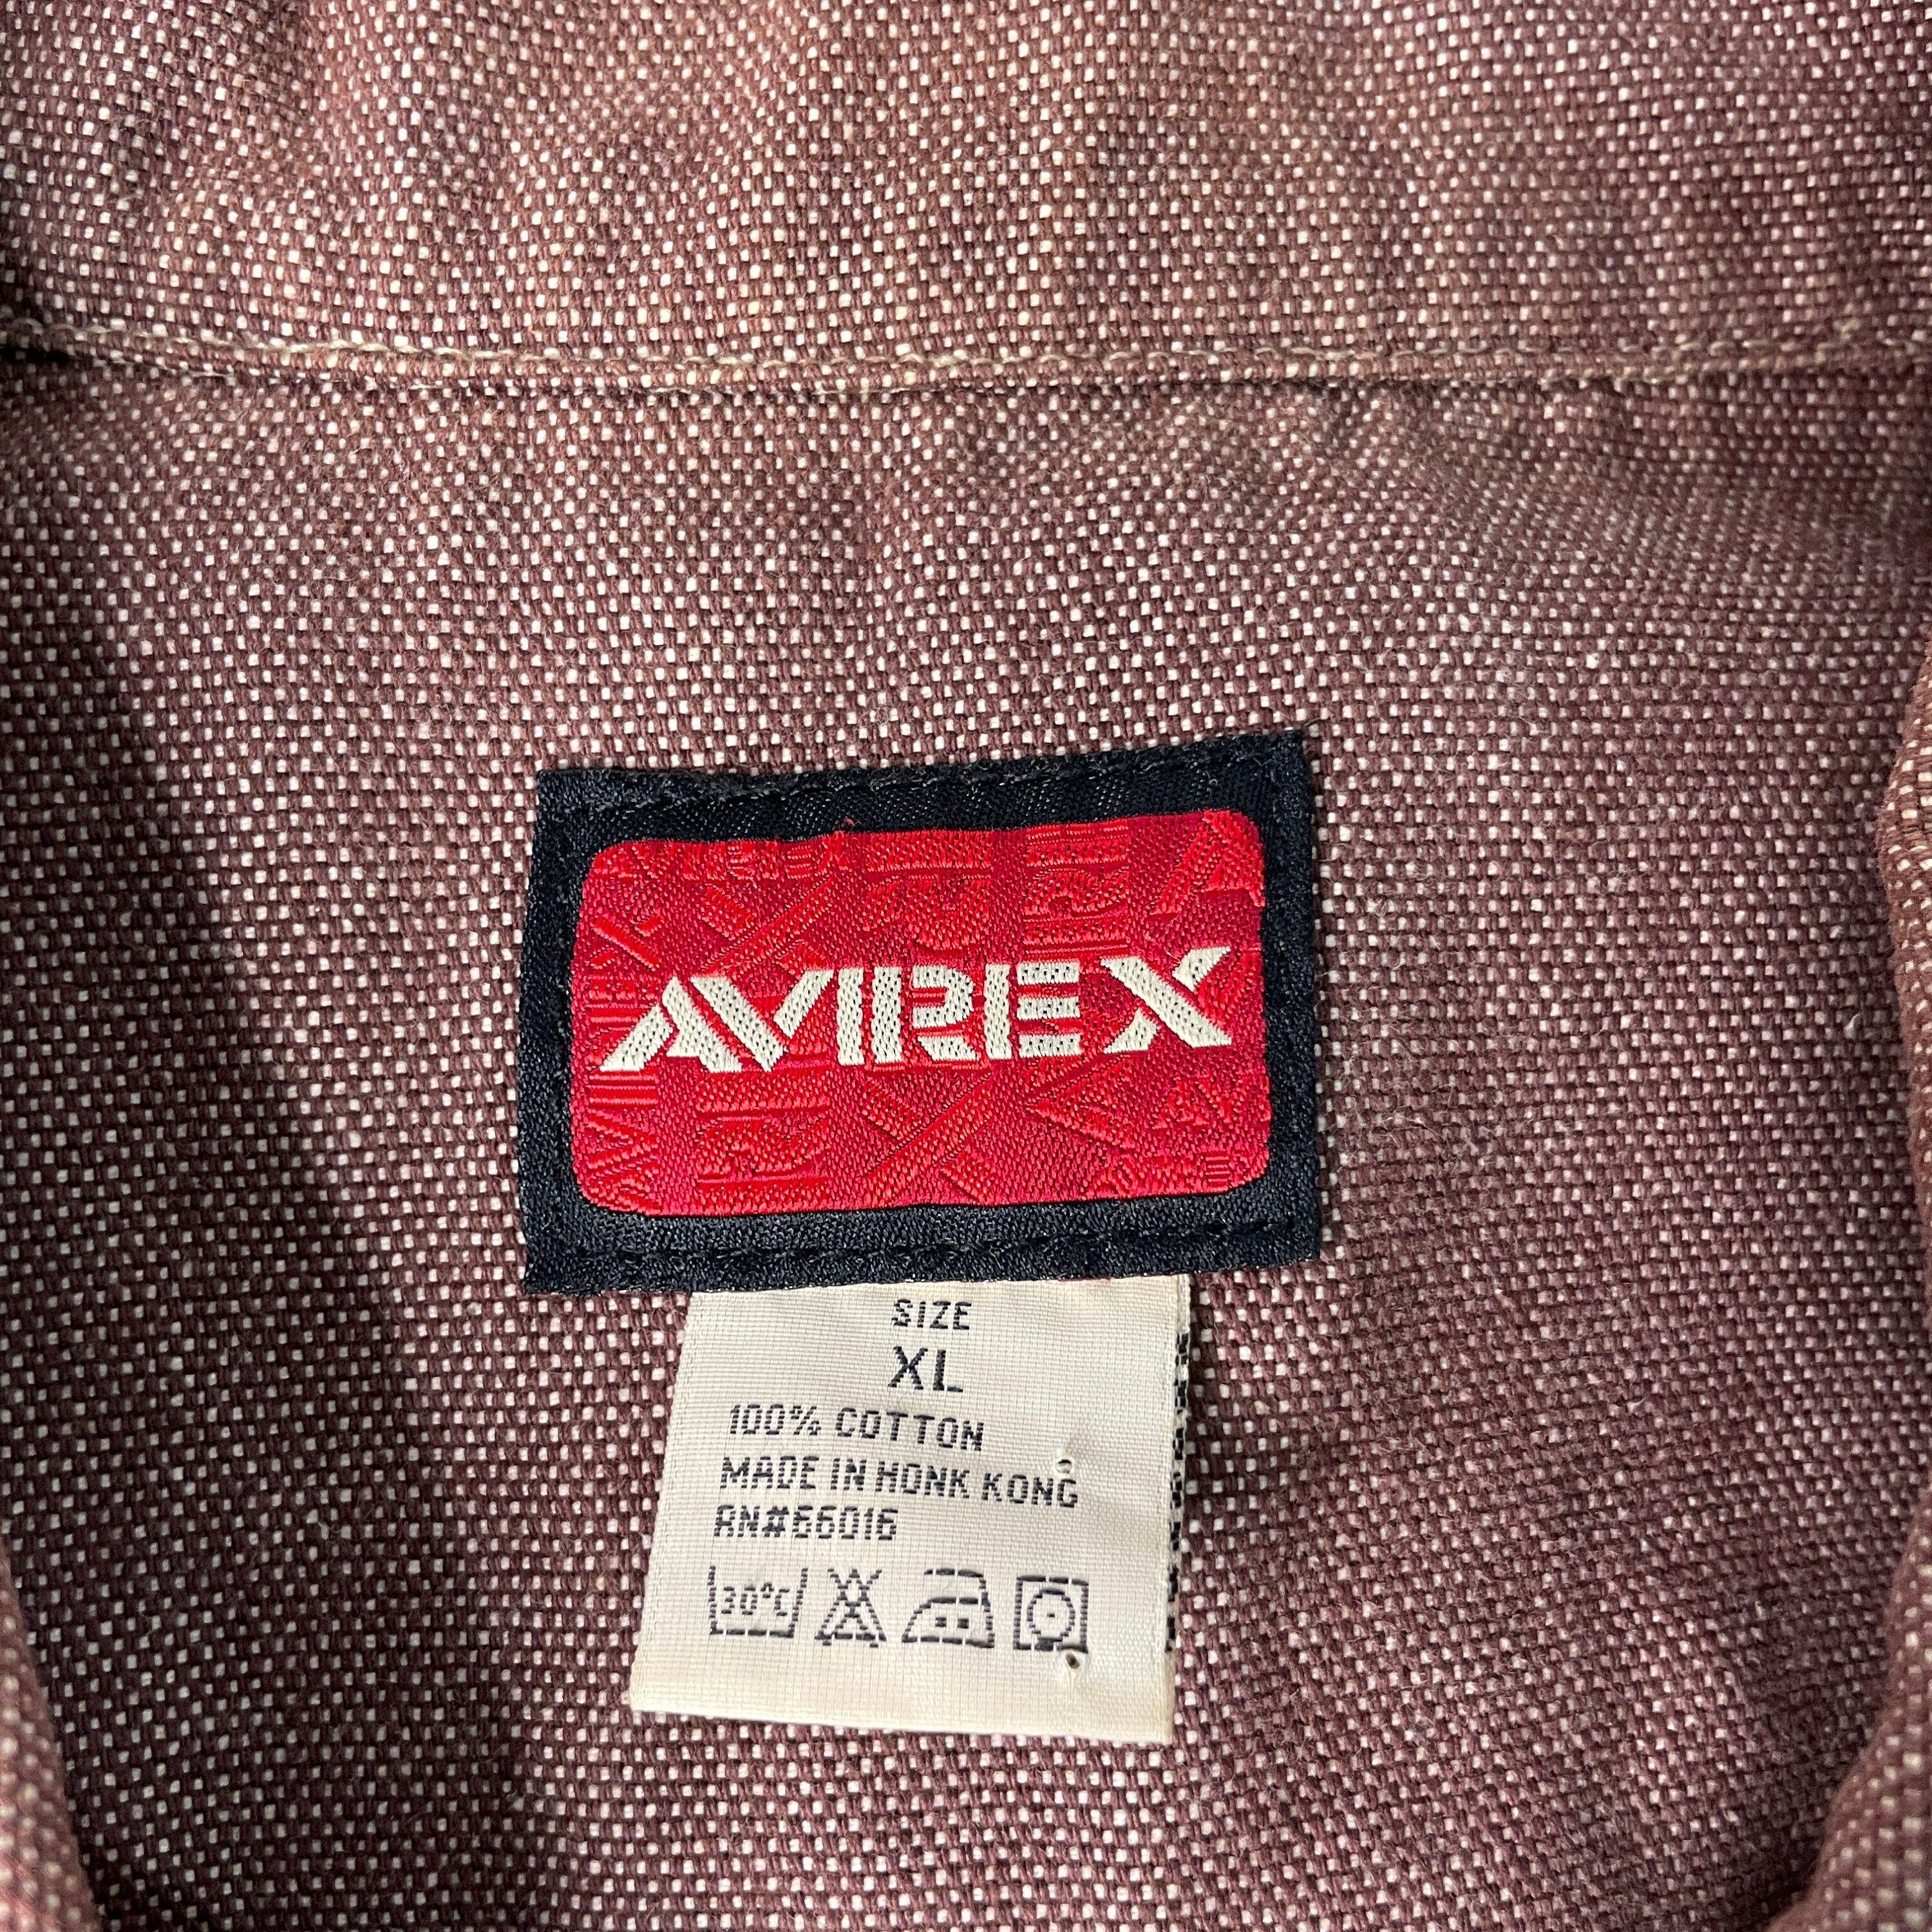 AVIREX
SIZE
XL
100% COTTON
MADE IN HONK KONG
RN#66016
30°C